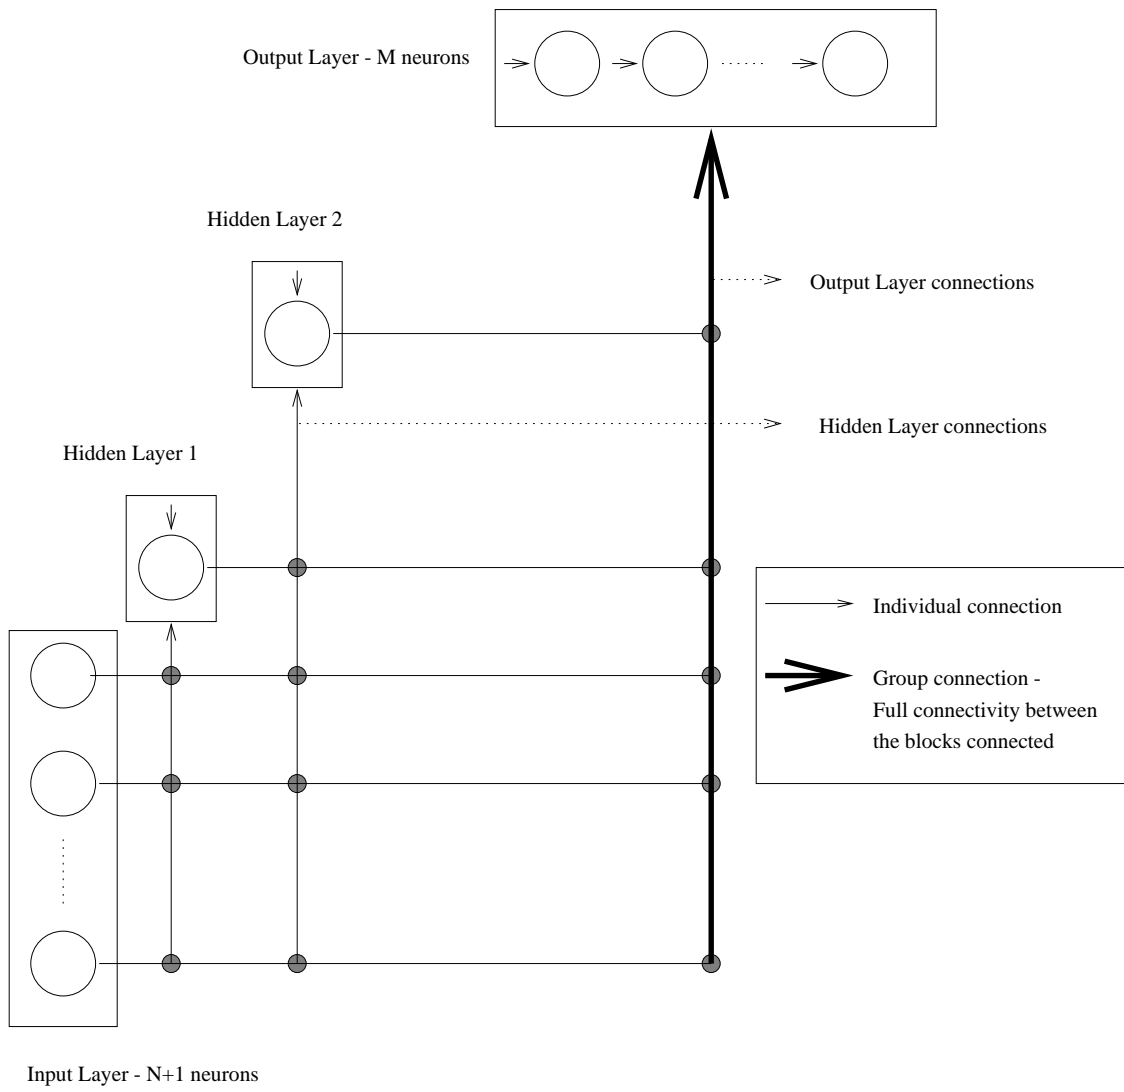 Output Layer - M neurons
Hidden Layer 2
Output Layer connections
Hidden Layer connections
Hidden Layer 1
Individual connection
Group connection -
Full connectivity between
the blocks connected
Input Layer - N+1 neurons